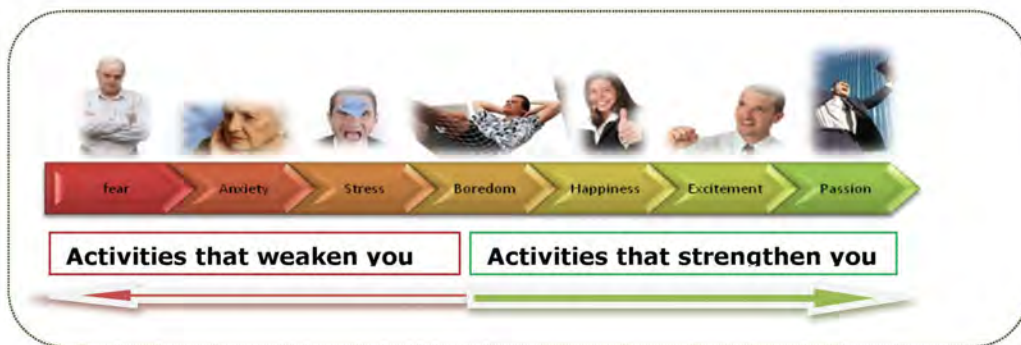 fear Anxiety Stress Boredom Happiness Excitement Passion
Activities that weaken you Activities that strengthen you